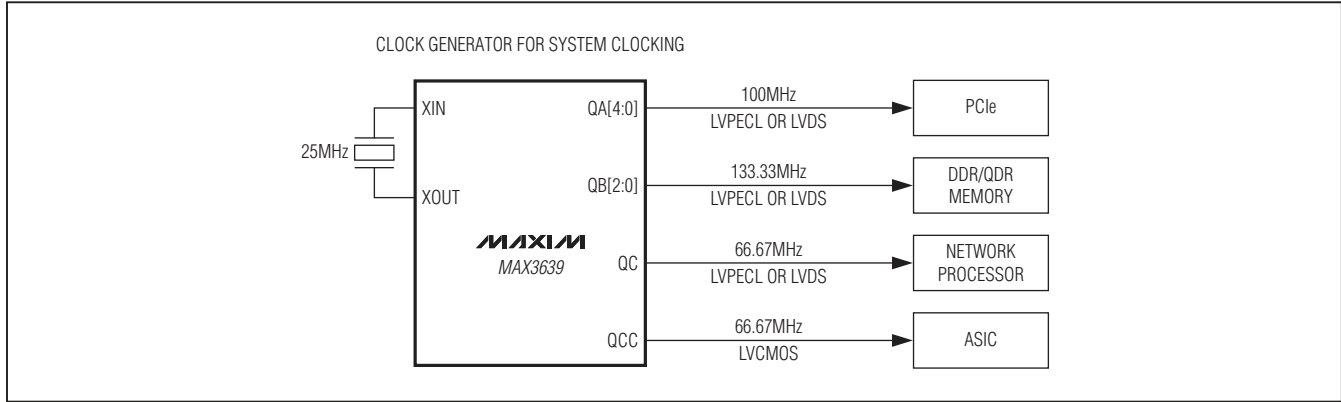 CLOCK GENERATOR FOR SYSTEM CLOCKING
XIN
QA[4:0]
100MHz
LVPECL OR LVDS
PCIe
25MHz
XOUT
QB[2:0]
133.33MHz
LVPECL OR LVDS
DDR/QDR
MEMORY
MAXIM
MAX3639
QC
66.67MHz
LVPECL OR LVDS
NETWORK
PROCESSOR
QCC
66.67MHz
LVCMOS
ASIC